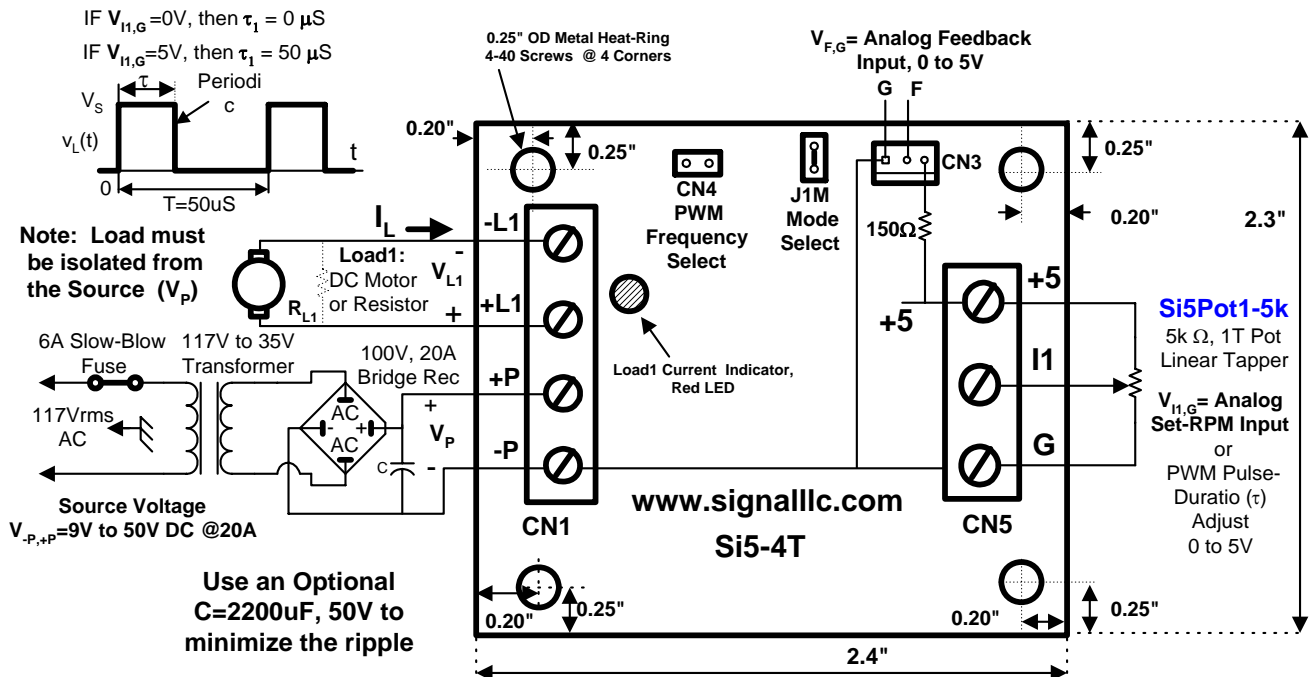 IF V_I1,G =0V, then τ1 = 0 μS
IF V_I1,G=5V, then τ1 = 50 μS
τ
Periodi
c
V_S
v_L(t)
t
0
T=50uS
0.25" OD Metal Heat-Ring
4-40 Screws @ 4 Corners
V_F,G= Analog Feedback
Input, 0 to 5V
G F
0.20"
0.25"
CN4
PWM
Frequency
Select
J1M
Mode
Select
CN3
150Ω
0.25"
0.20"
2.3"
Note: Load must
be isolated from
the Source (V_P)
I_L
-L1
-
V_L1
+
+L1
Load1:
DC Motor
or Resistor
R_L1
Load1 Current Indicator,
Red LED
+5
+5
I1
G
Si5Pot1-5k
5k Ω, 1T Pot
Linear Tapper
V_I1,G= Analog
Set-RPM Input
or
PWM Pulse-
Duratio (τ)
Adjust
0 to 5V
6A Slow-Blow
Fuse
117V to 35V
Transformer
100V, 20A
Bridge Rec
117Vrms
AC
AC
- +
AC
C
+
V_P
-
+P
-P
Source Voltage
V_-P,+P=9V to 50V DC @20A
CN1
www.signalllc.com
Si5-4T
CN5
Use an Optional
C=2200uF, 50V to
minimize the ripple
0.20"
0.25"
0.20"
0.25"
2.4"